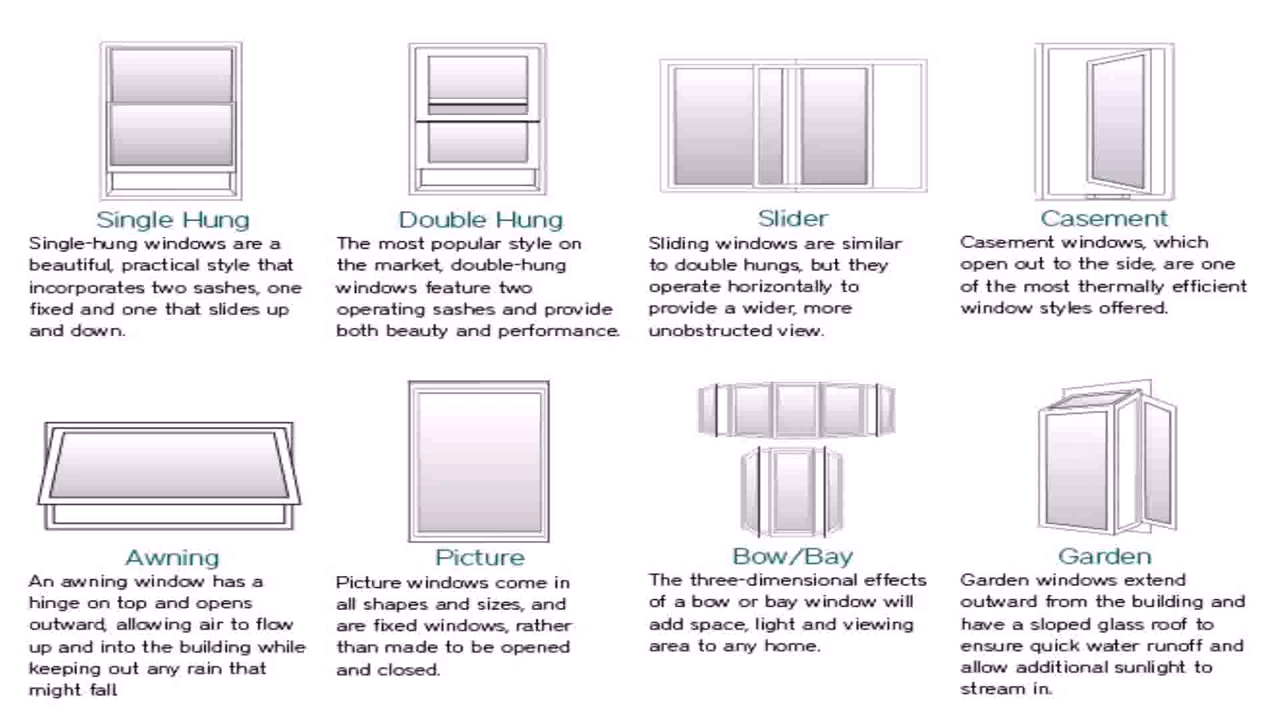 Single Hung
Single-hung windows are a
beautiful, practical style that
incorporates two sashes, one
fixed and one that slides up
and down.
Double Hung
The most popular style on
the market, double-hung
windows feature two
operating sashes and provide
both beauty and performance.
Slider
Sliding windows are similar
to double hungs, but they
operate horizontally to
provide a wider, more
unobstructed view.
Casement
Casement windows, which
open out to the side, are one
of the most thermally efficient
window styles offered.
Awning
An awning window has a
hinge on top and opens
outward, allowing air to flow
up and into the building while
keeping out any rain that
might fall.
Picture
Picture windows come in
all shapes and sizes, and
are fixed windows, rather
than made to be opened
and closed.
Bow/Bay
The three-dimensional effects
of a bow or bay window will
add space, light and viewing
area to any home.
Garden
Garden windows extend
outward from the building and
have a sloped glass roof to
ensure quick water runoff and
allow additional sunlight to
stream in.